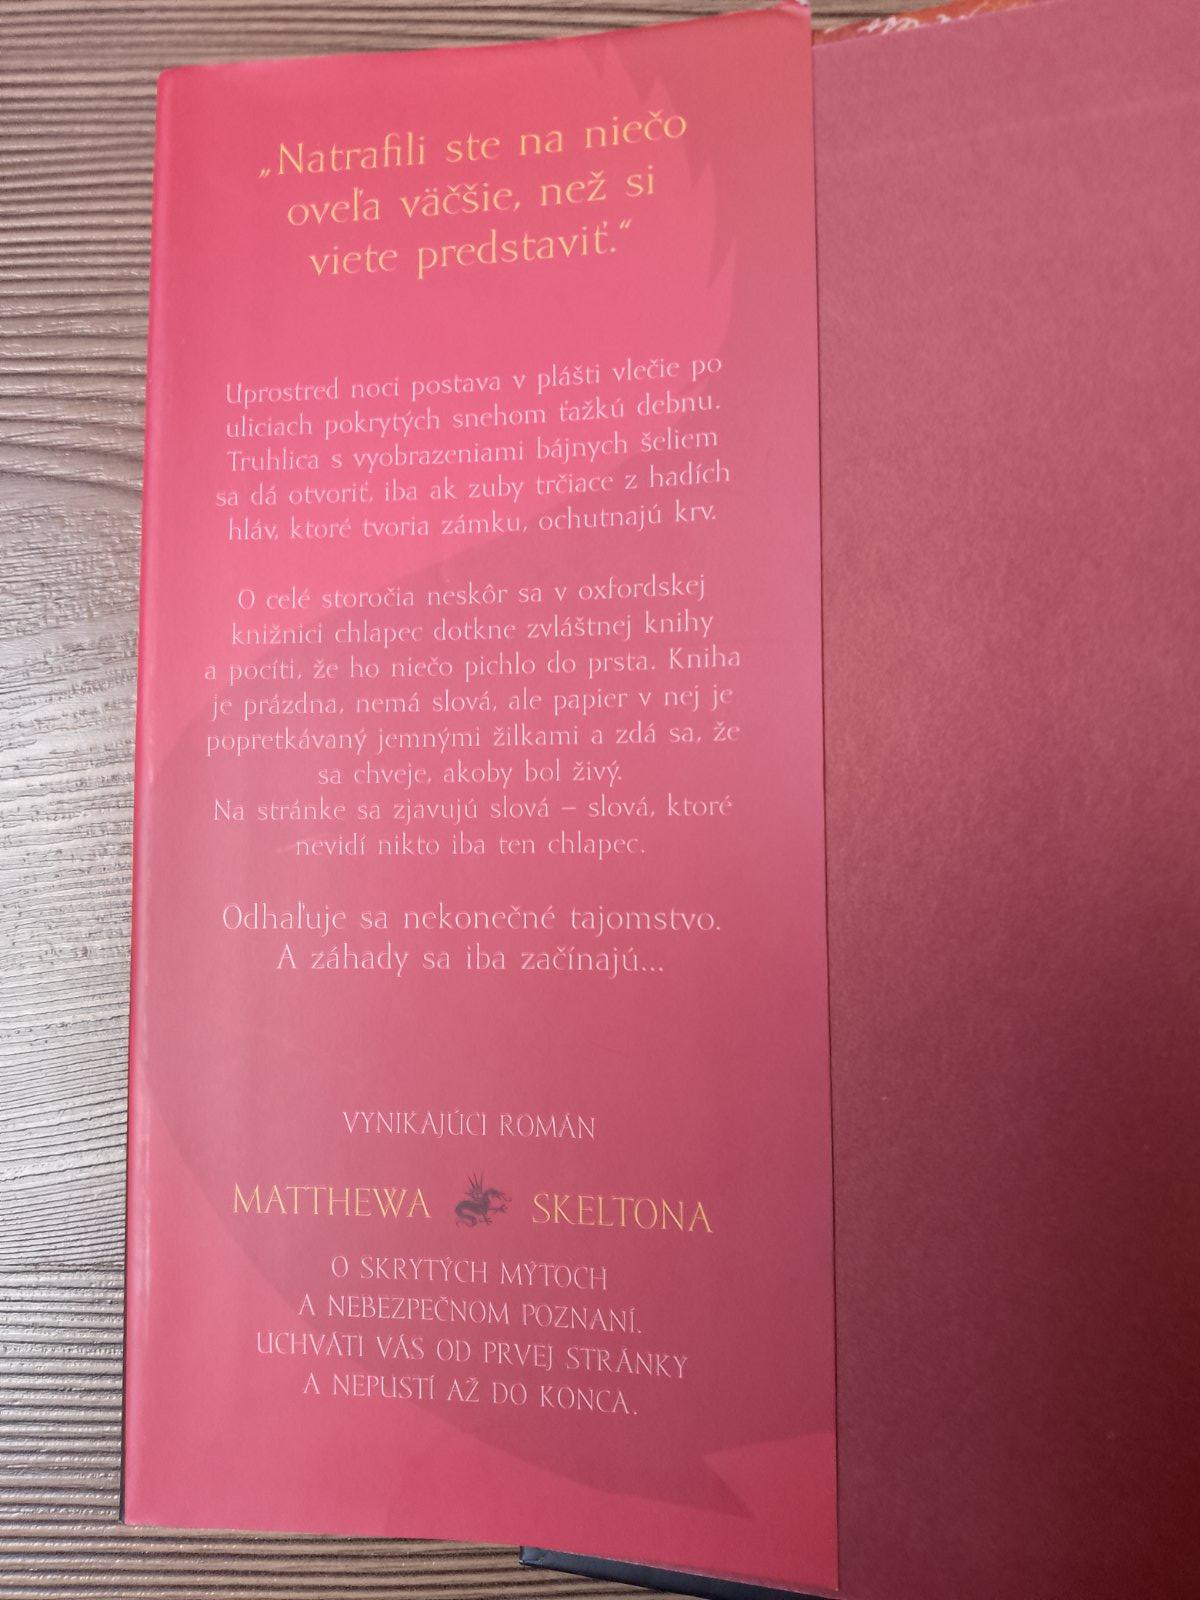 „Natrafili ste na niečo
oveľa väčšie, než si
viete predstaviť.“
Uprostred noci postava v plášti vlečie po
uliciach pokrytých snehom ťažkú debnu.
Truhlica s vyobrazeniami bájnych šeliem
sa dá otvoriť, iba ak zuby trčiace z hadích
hláv, ktoré tvoria zámku, ochutnajú krv.
O celé storočia neskôr sa v oxfordskej
knižnici chlapec dotkne zvláštnej knihy
a pocíti, že ho niečo pichlo do prsta. Kniha
je prázdna, nemá slová, ale papier v nej je
popretkávaný jemnými žilkami a zdá sa, že
sa chveje, akoby bol živý.
Na stránke sa zjavujú slová – slová, ktoré
nevidí nikto iba ten chlapec.
Odhaľuje sa nekonečné tajomstvo.
A záhady sa iba začínajú...
VYNIKAJÚCI ROMÁN
MATTHEWA SKELTONA
O SKRYTÝCH MÝTOCH
A NEBEZPEČNOM POZNANÍ.
UCHVÁTI VÁS OD PRVEJ STRÁNKY
A NEPUSTÍ AŽ DO KONCA.